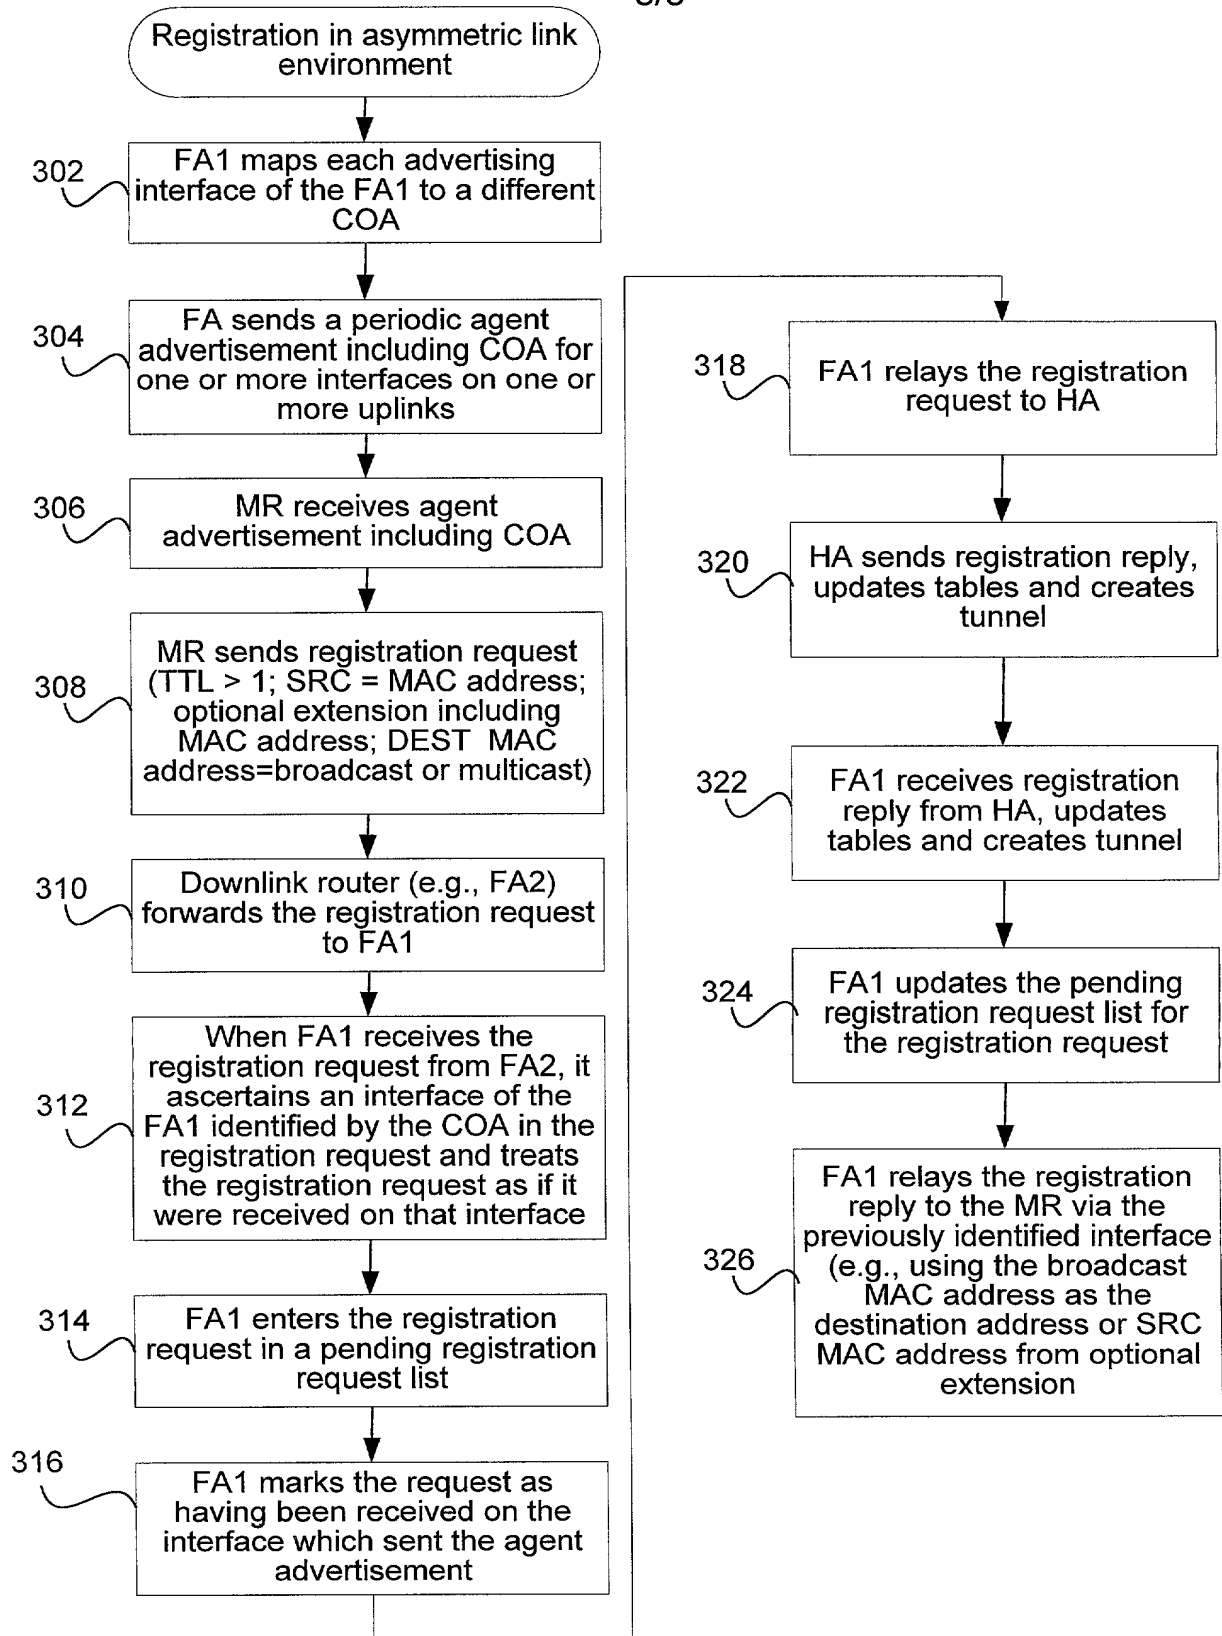 Registration in asymmetric link
environment
302
FA1 maps each advertising
interface of the FA1 to a different
COA
304
FA sends a periodic agent
advertisement including COA for
one or more interfaces on one or
more uplinks
306
MR receives agent
advertisement including COA
308
MR sends registration request
(TTL > 1; SRC = MAC address;
optional extension including
MAC address; DEST MAC
address=broadcast or multicast)
310
Downlink router (e.g., FA2)
forwards the registration request
to FA1
312
When FA1 receives the
registration request from FA2, it
ascertains an interface of the
FA1 identified by the COA in the
registration request and treats
the registration request as if it
were received on that interface
314
FA1 enters the registration
request in a pending registration
request list
316
FA1 marks the request as
having been received on the
interface which sent the agent
advertisement
318
FA1 relays the registration
request to HA
320
HA sends registration reply,
updates tables and creates
tunnel
322
FA1 receives registration
reply from HA, updates
tables and creates tunnel
324
FA1 updates the pending
registration request list for
the registration request
326
FA1 relays the registration
reply to the MR via the
previously identified interface
(e.g., using the broadcast
MAC address as the
destination address or SRC
MAC address from optional
extension